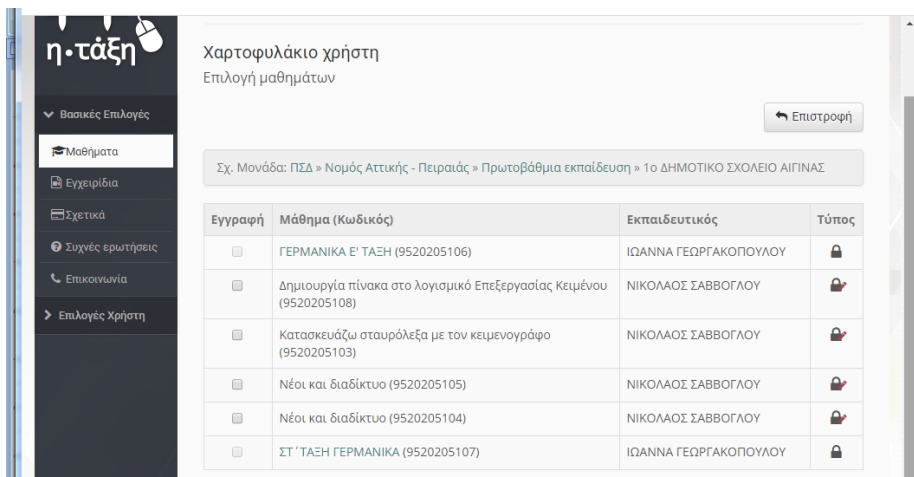 η·τάξη
Βασικές Επιλογές
Μαθήματα
Εγχειρίδια
Σχετικά
Συχνές ερωτήσεις
Επικοινωνία
Επιλογές Χρήστη
Χαρτοφυλάκιο χρήστη
Επιλογή μαθημάτων
Επιστροφή
Σχ. Μονάδα: ΠΣΔ » Νομός Αττικής - Πειραιάς » Πρωτοβάθμια εκπαίδευση » 1ο ΔΗΜΟΤΙΚΟ ΣΧΟΛΕΙΟ ΑΙΓΙΝΑΣ
Εγγραφή Μάθημα (Κωδικός) Εκπαιδευτικός Τύπος
ΓΕΡΜΑΝΙΚΑ Ε' ΤΑΞΗ (9520205106) ΙΩΑΝΝΑ ΓΕΩΡΓΑΚΟΠΟΥΛΟΥ
Δημιουργία πίνακα στο λογισμικό Επεξεργασίας Κειμένου ΝΙΚΟΛΑΟΣ ΣΑΒΒΟΓΛΟΥ
(9520205108)
Κατασκευάζω σταυρόλεξα με τον κειμενογράφο ΝΙΚΟΛΑΟΣ ΣΑΒΒΟΓΛΟΥ
(9520205103)
Νέοι και διαδίκτυο (9520205105) ΝΙΚΟΛΑΟΣ ΣΑΒΒΟΓΛΟΥ
Νέοι και διαδίκτυο (9520205104) ΝΙΚΟΛΑΟΣ ΣΑΒΒΟΓΛΟΥ
ΣΤ΄ΤΑΞΗ ΓΕΡΜΑΝΙΚΑ (9520205107) ΙΩΑΝΝΑ ΓΕΩΡΓΑΚΟΠΟΥΛΟΥ